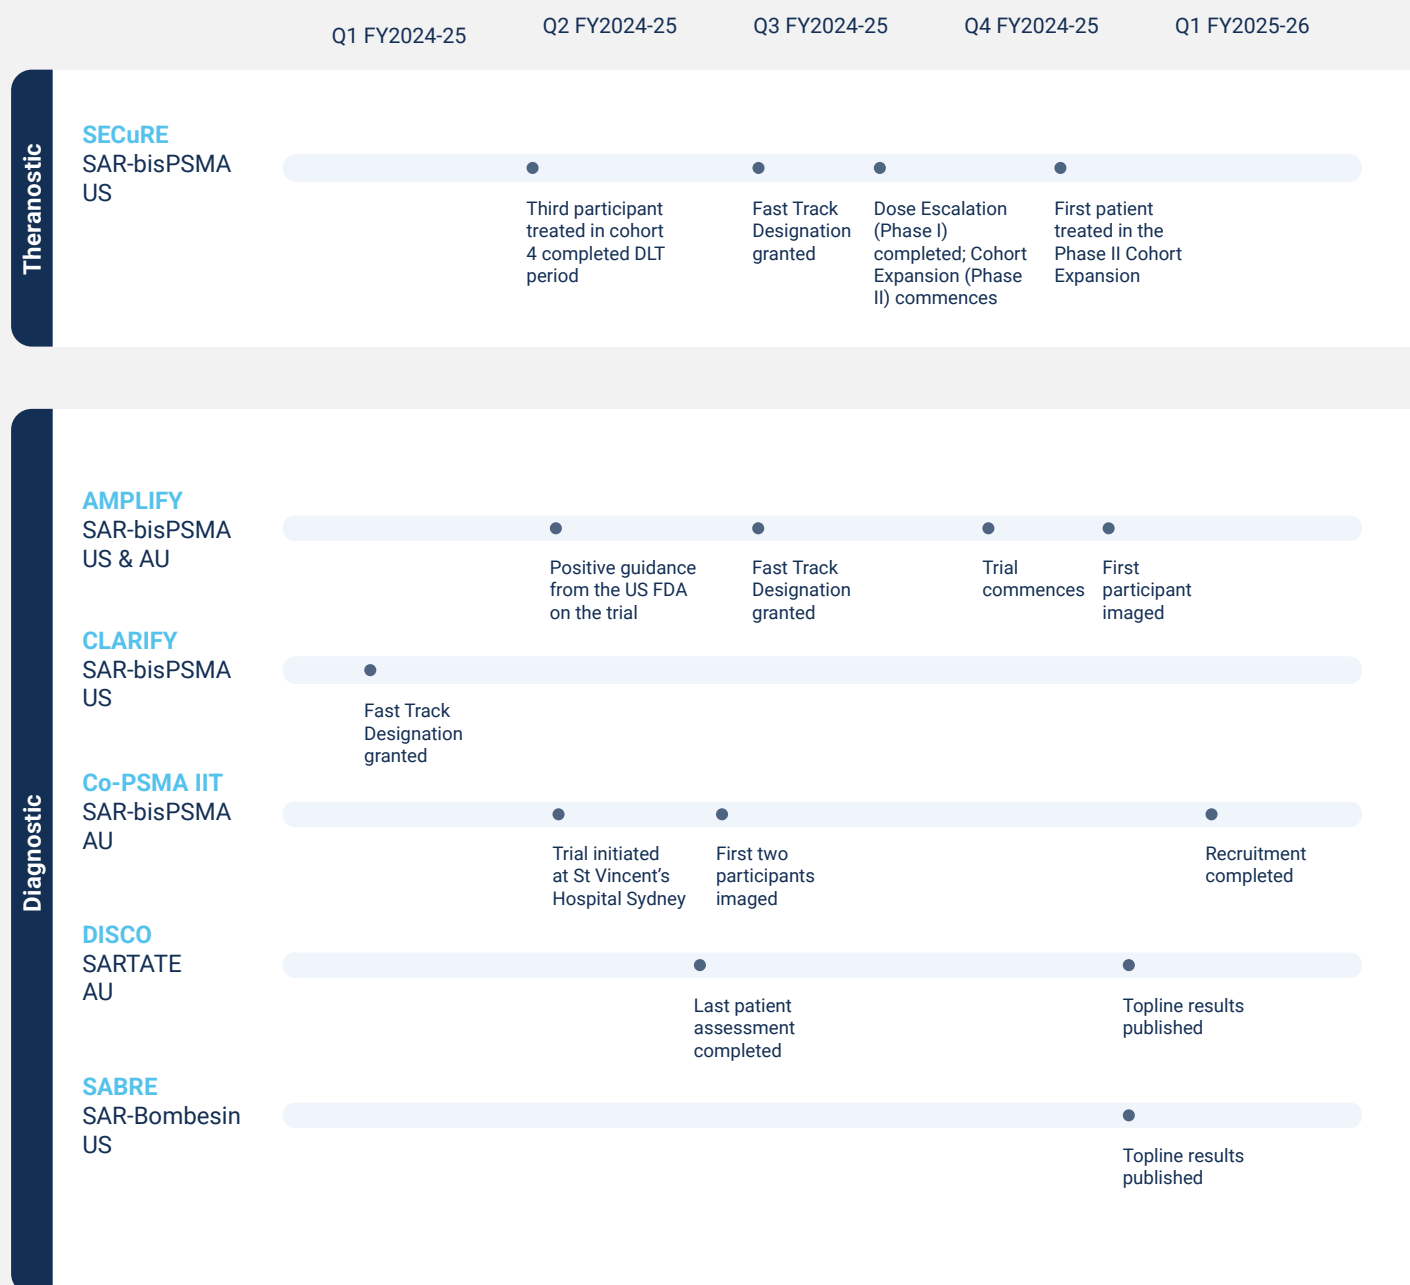 Q1 FY2024-25
Q2 FY2024-25
Q3 FY2024-25
Q4 FY2024-25
Q1 FY2025-26
Theranostic
SECuRE
SAR-bisPSMA
US
Third participant
treated in cohort
4 completed DLT
period
Fast Track
Designation
granted
Dose Escalation
(Phase I)
completed; Cohort
Expansion (Phase
II) commences
First patient
treated in the
Phase II Cohort
Expansion
Diagnostic
AMPLIFY
SAR-bisPSMA
US & AU
Positive guidance
from the US FDA
on the trial
Fast Track
Designation
granted
Trial
commences
First
participant
imaged
CLARIFY
SAR-bisPSMA
US
Fast Track
Designation
granted
Co-PSMA IIT
SAR-bisPSMA
AU
Trial initiated
at St Vincent’s
Hospital Sydney
First two
participants
imaged
Recruitment
completed
DISCO
SARTATE
AU
Last patient
assessment
completed
Topline results
published
SABRE
SAR-Bombesin
US
Topline results
published